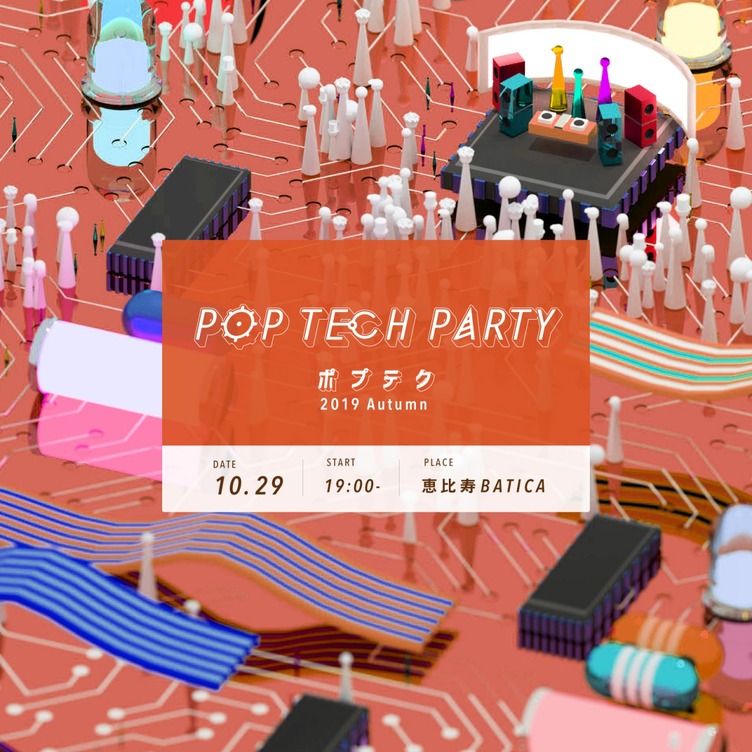 POP TECH PARTY
ポプテク
2019 Autumn
DATE
10.29
START
19:00-
PLACE
恵比寿BATICA